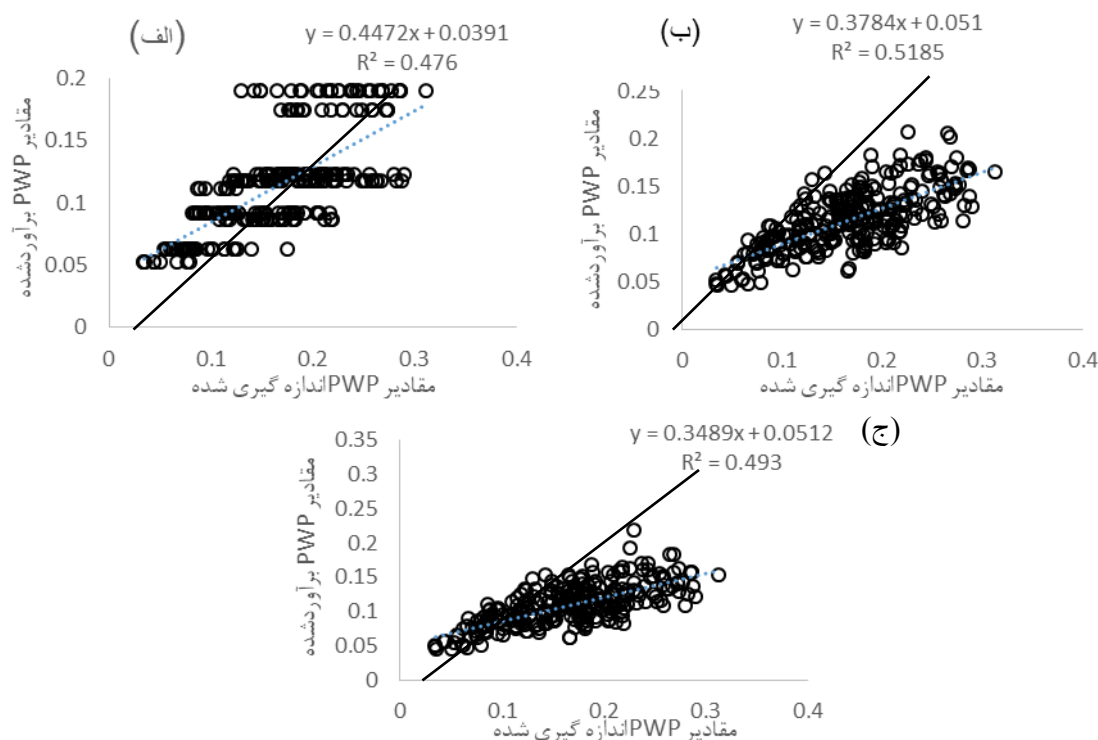 (الف)
y = 0.4472x + 0.0391
R² = 0.476
0.2
0.15
0.1
0.05
0
0
0.1
0.2
0.3
0.4
مقادیر PWP برآوردشده
مقادیر PWPاندازه گیری شده
(ب)
y = 0.3784x + 0.051
R² = 0.5185
0.25
0.2
0.15
0.1
0.05
0
0
0.1
0.2
0.3
0.4
مقادیر PWP برآوردشده
مقادیر PWPاندازه گیری شده
(ج)
y = 0.3489x + 0.0512
R² = 0.493
0.35
0.3
0.25
0.2
0.15
0.1
0.05
0
0
0.1
0.2
0.3
0.4
مقادیر PWP برآوردشده
مقادیر PWPاندازه گیری شده